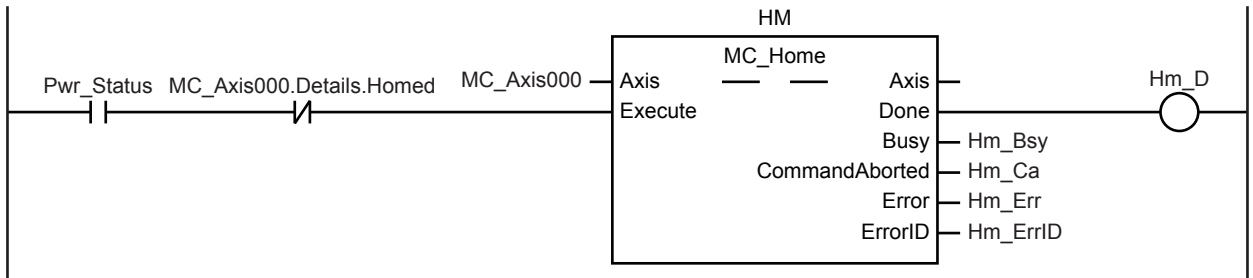 HM
MC_Home
Pwr_Status MC_Axis000.Details.Homed MC_Axis000 Axis Axis Hm_D
Execute Done
Busy Hm_Bsy
CommandAborted Hm_Ca
Error Hm_Err
ErrorID Hm_ErrID